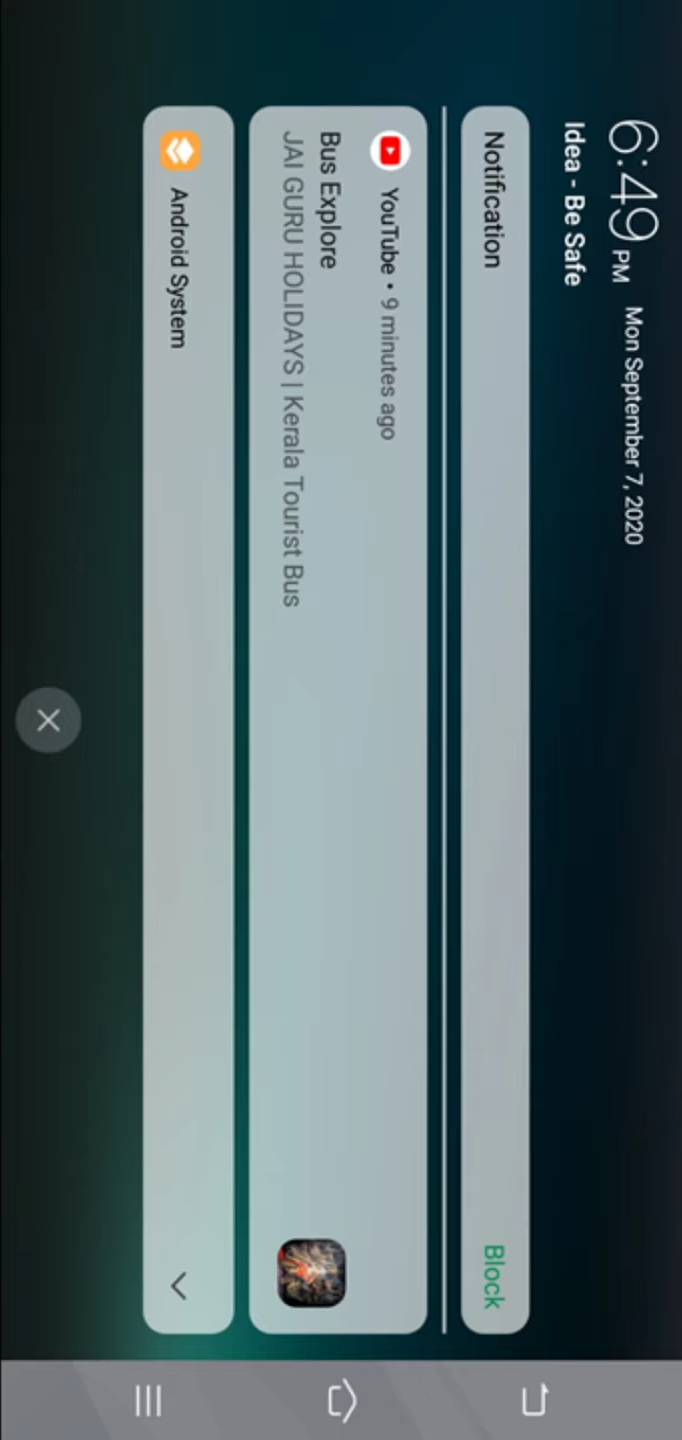 6:49 PM Mon September 7, 2020
Idea - Be Safe
Notification Block
YouTube • 9 minutes ago
Bus Explore
JAI GURU HOLIDAYS | Kerala Tourist Bus
Android System